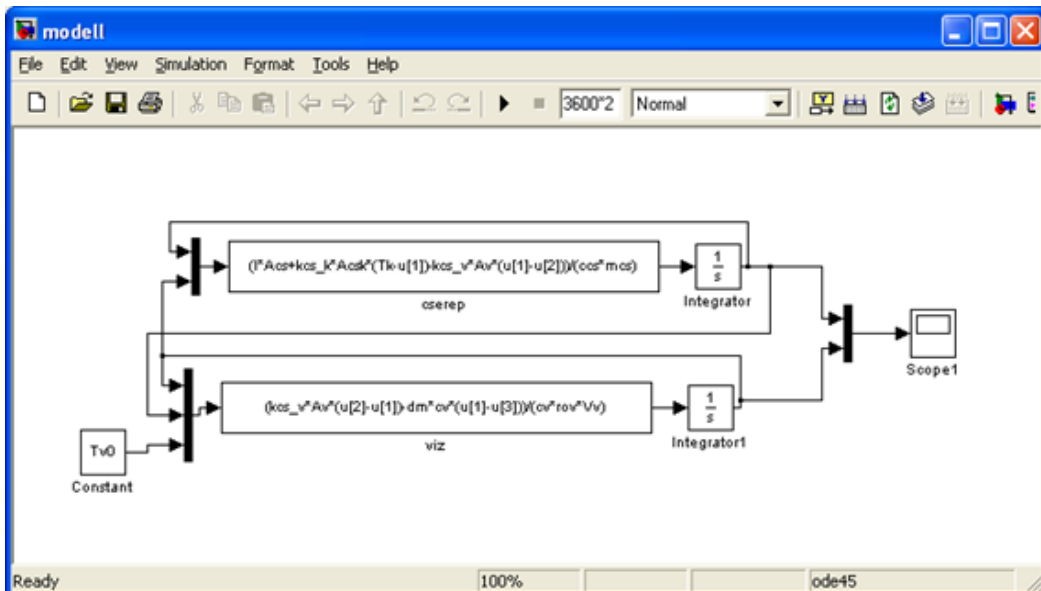 modell
File Edit View Simulation Format Tools Help
3600*2 Normal
(I*Acs+kcs_k*Acsk*(Tk-u[1])-kcs_v*Av*(u[1]-u[2]))/(ccs*mcs)
1
s
cserep
Integrator
Scope1
(kcs_v*Av*(u[2]-u[1])-dm*cv*(u[1]-u[3]))/(cv*rov*Vv)
1
s
viz
Integrator1
Tv0
Constant
Ready 100% ode45